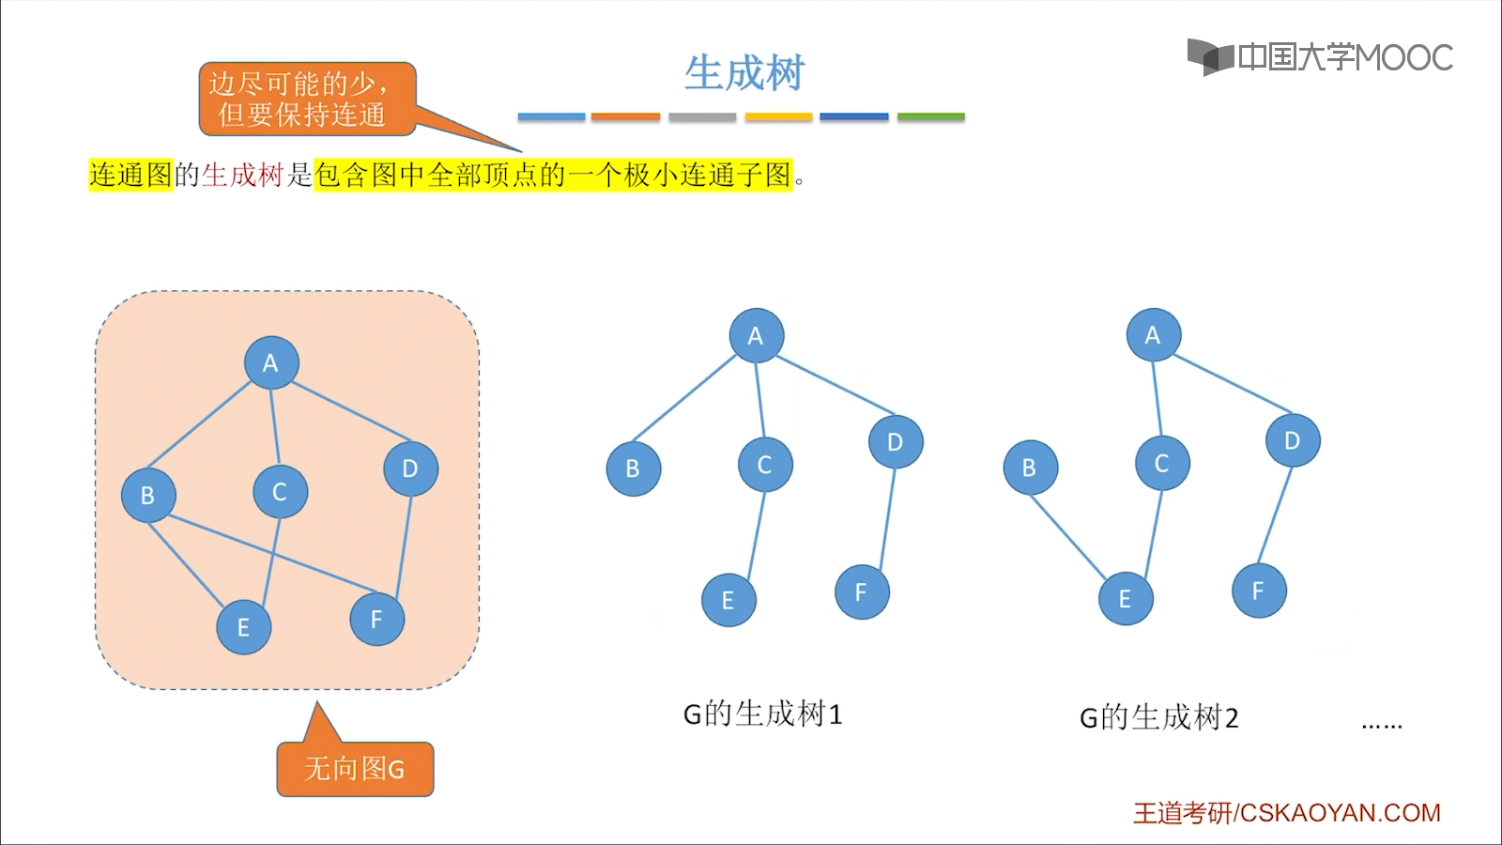 中国大学MOOC
生成树
边尽可能的少，
但要保持连通
连通图的生成树是包含图中全部顶点的一个极小连通子图。
A
B
C
D
E
F
无向图G
A
B
C
D
E
F
G的生成树1
A
B
C
D
E
F
G的生成树2
……
王道考研/CSKAOYAN.COM